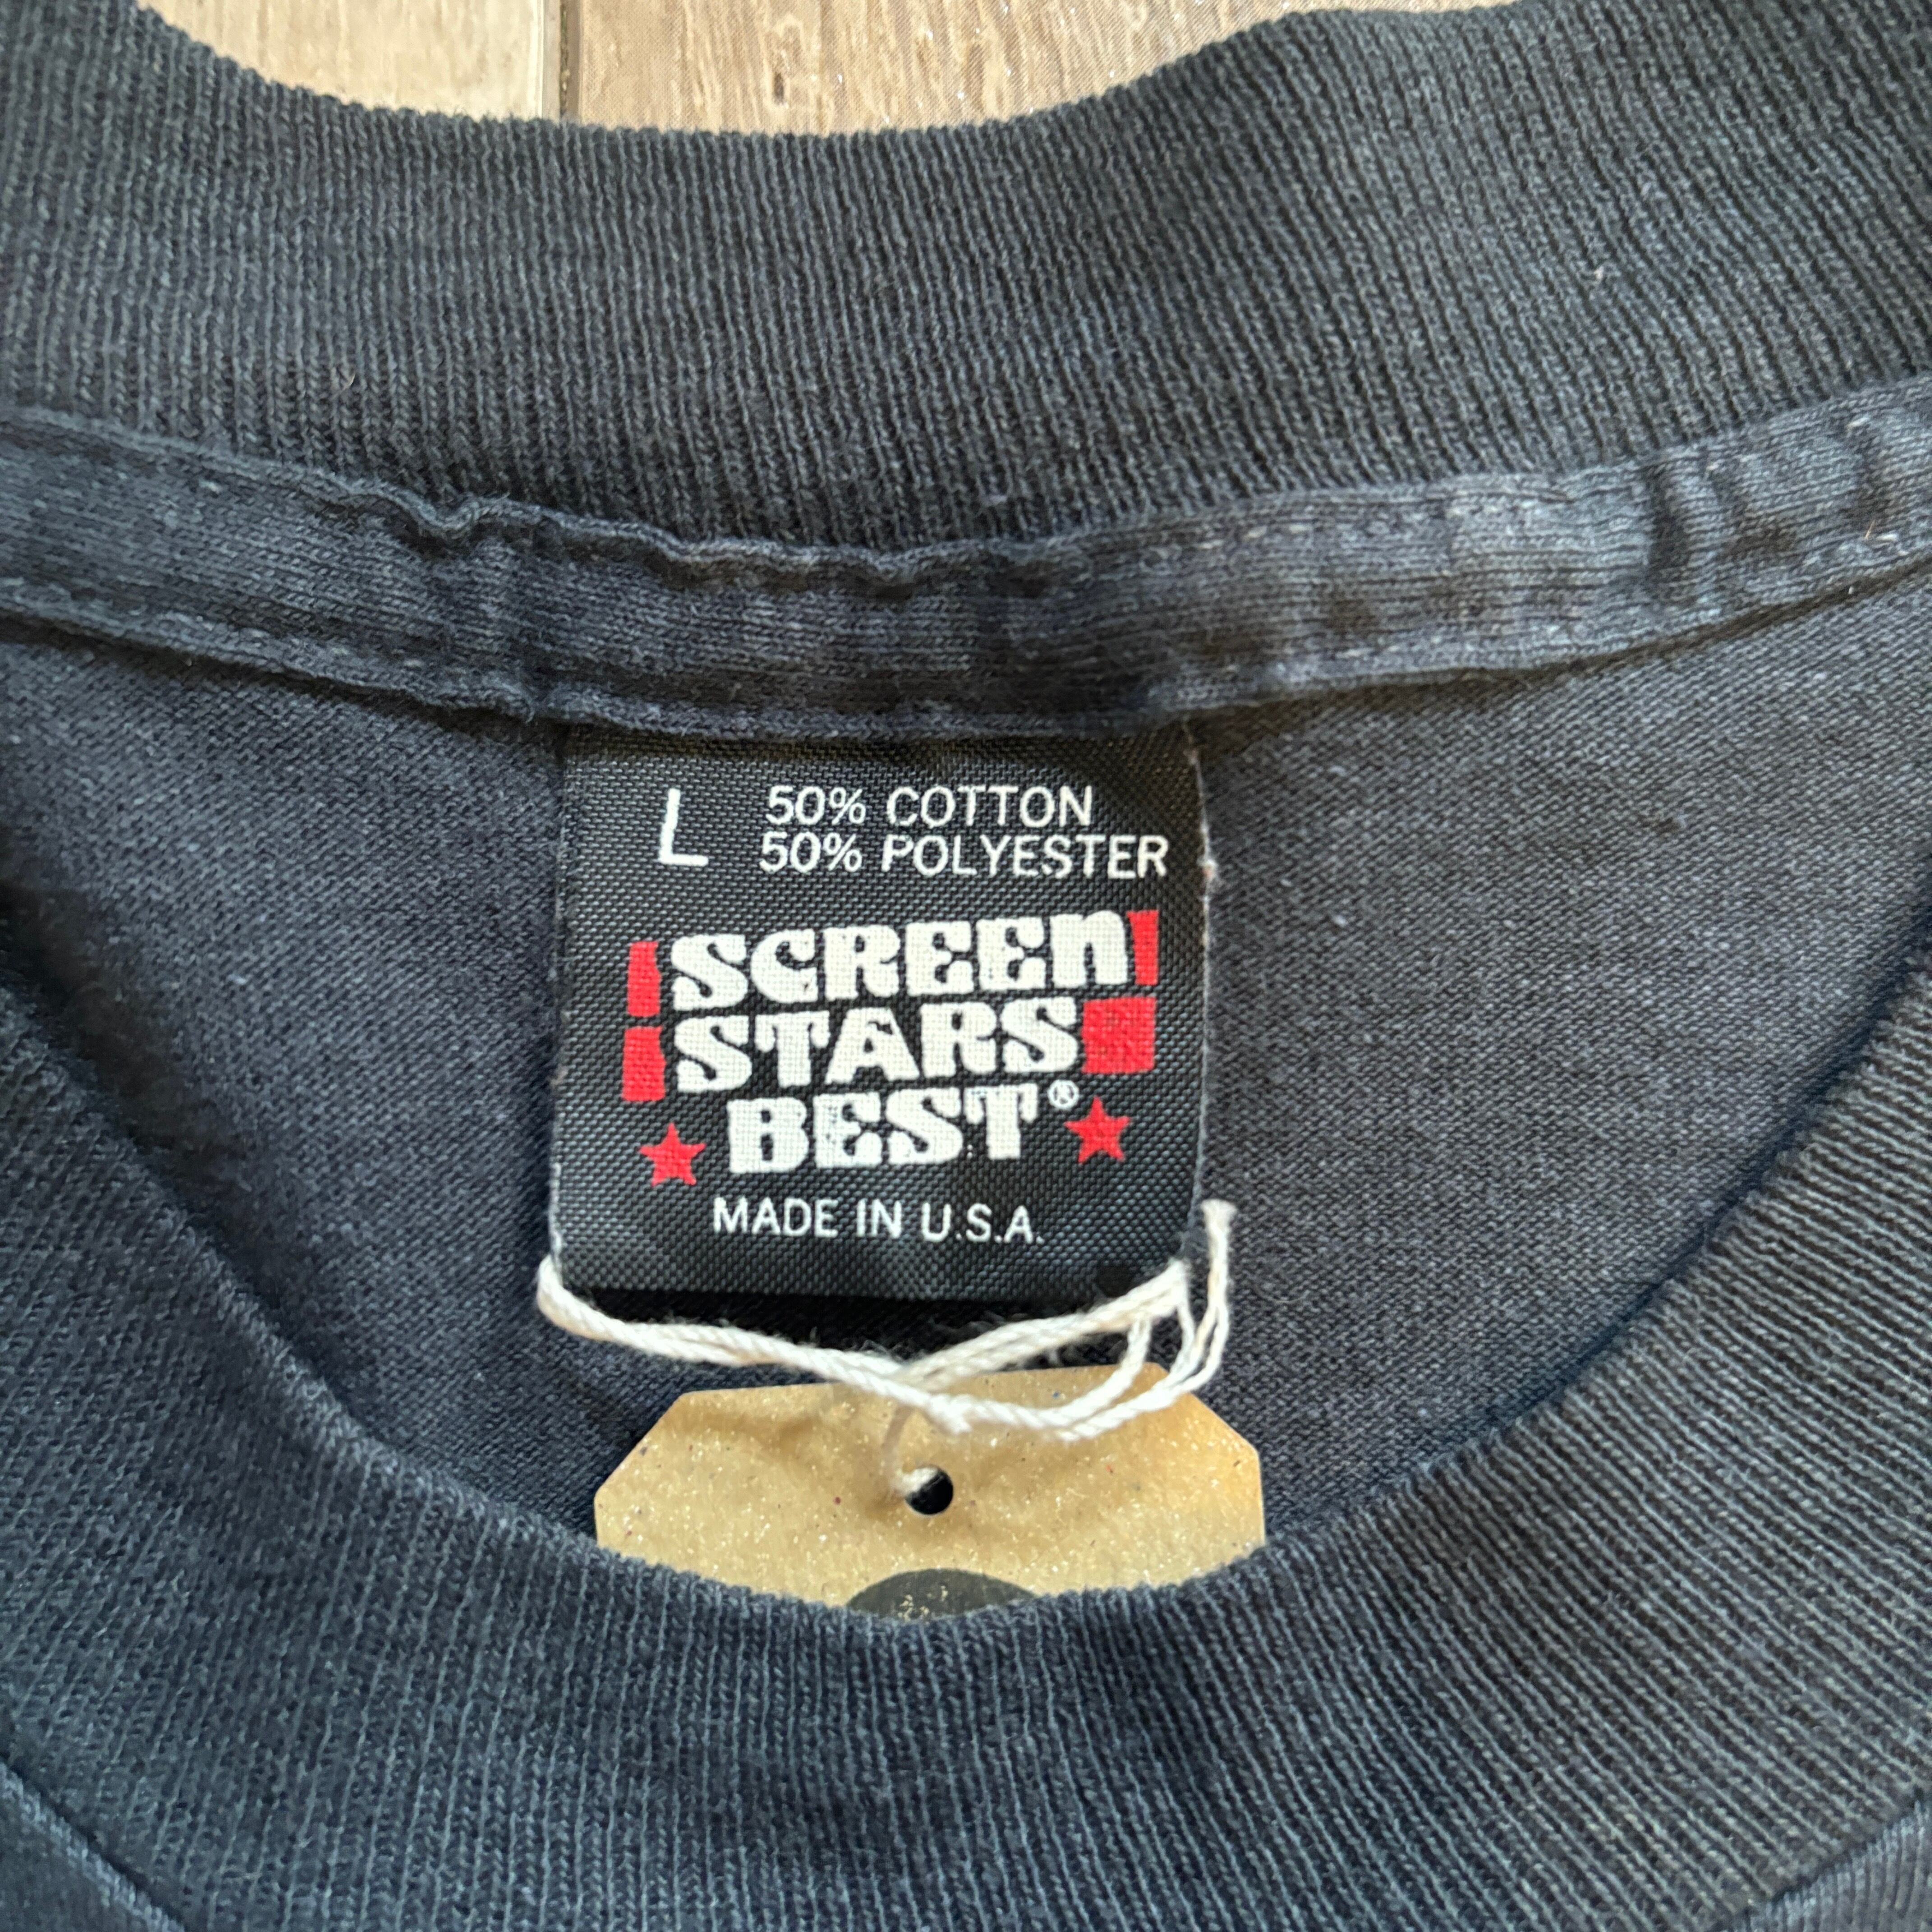 L 50% COTTON
50% POLYESTER
SCREEN
STARS
BEST®
MADE IN U.S.A.